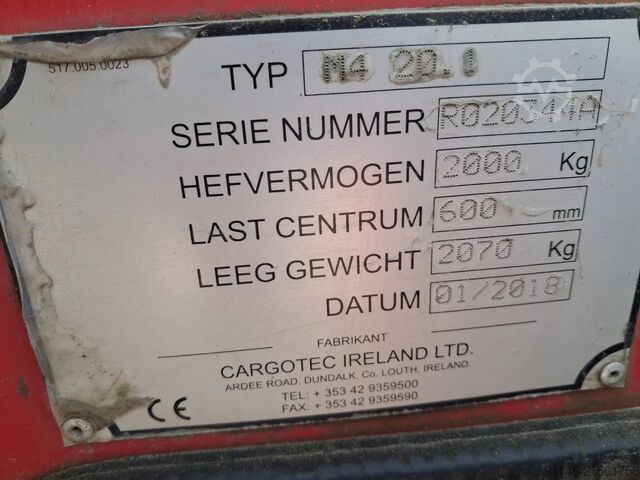 517.005.0023
TYP M4 20.1
SERIE NUMMER R020344A
HEFVERMOGEN 2000 Kg
LAST CENTRUM 600 mm
LEEG GEWICHT 2070 Kg
DATUM 01/2018
FABRIKANT
CARGOTEC IRELAND LTD.
ARDEE ROAD, DUNDALK, Co. LOUTH, IRELAND.
TEL: + 353 42 9359500
FAX: + 353 42 9359590
CE